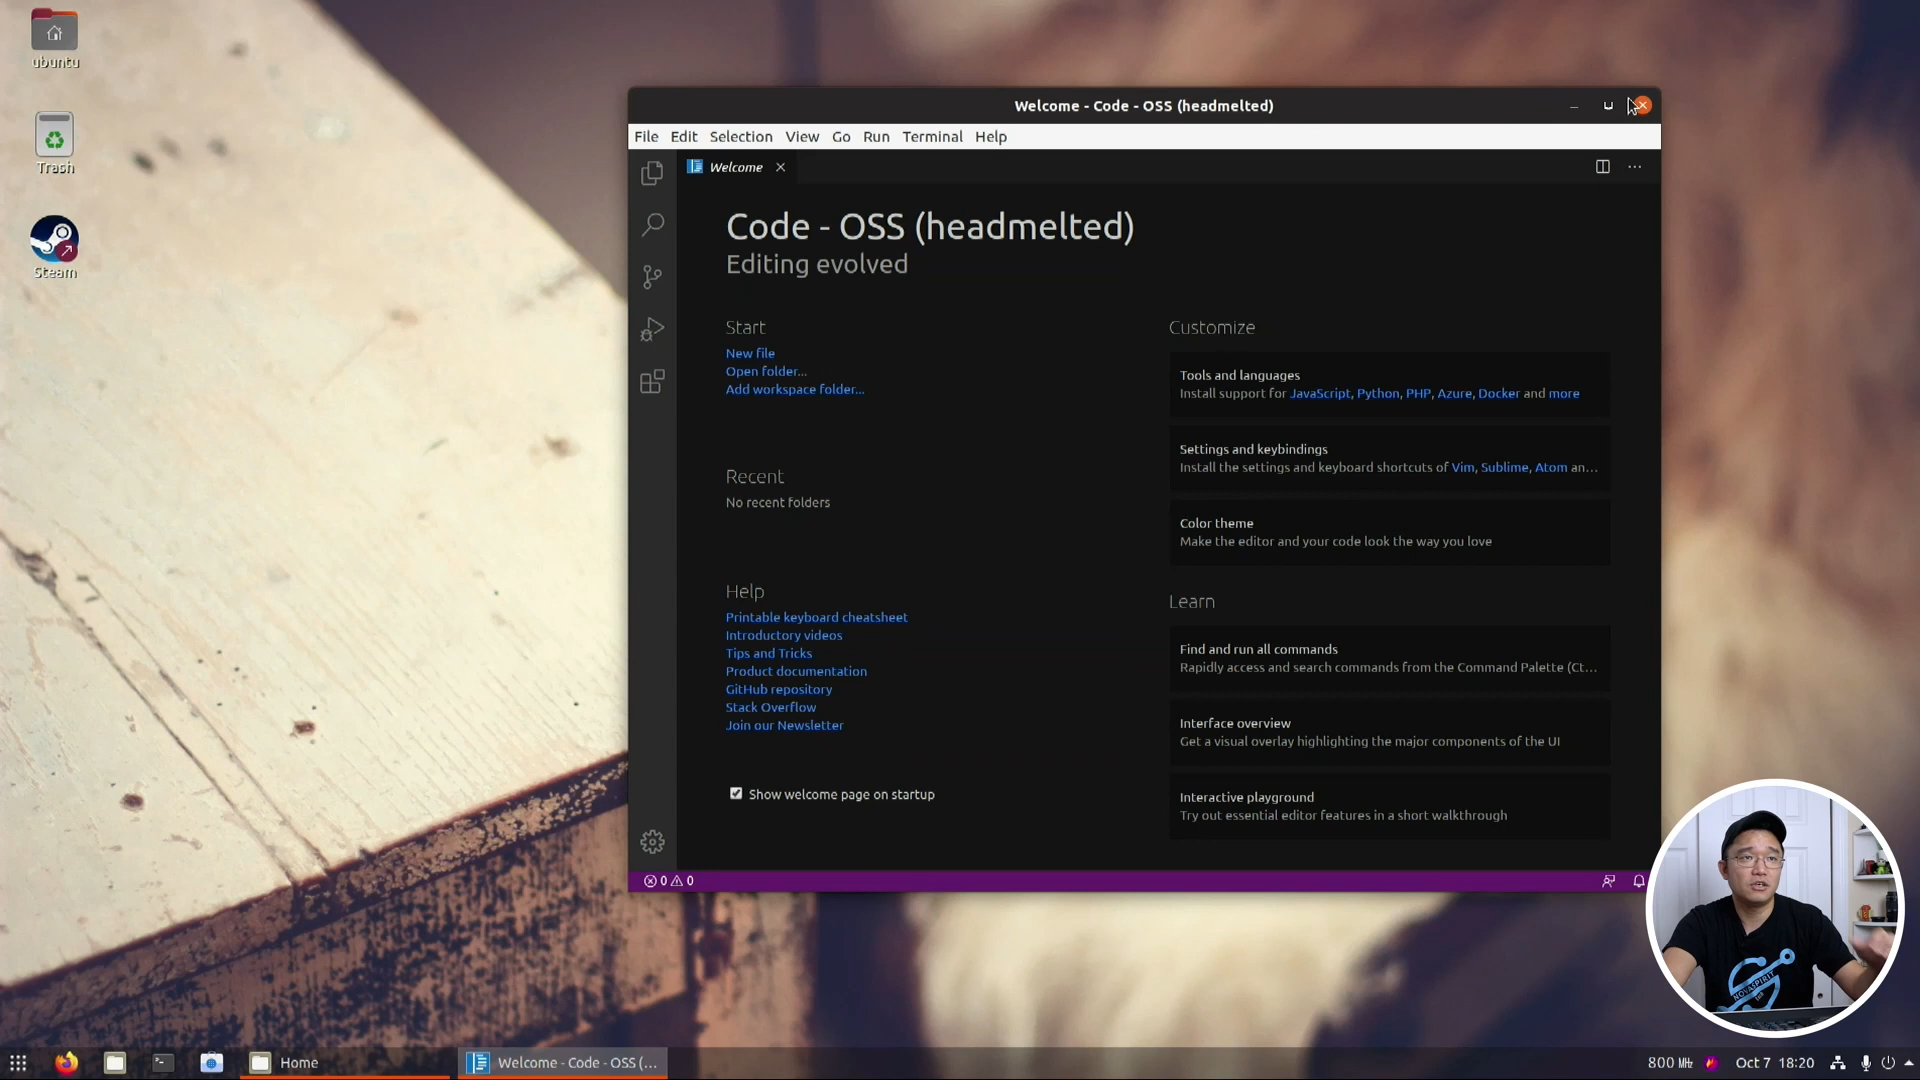 ubuntu
Trash
Steam
Welcome - Code - OSS (headmelted)
File Edit Selection View Go Run Terminal Help
Welcome
Code - OSS (headmelted)
Editing evolved
Start
New file
Open folder...
Add workspace folder...
Recent
No recent folders
Help
Printable keyboard cheatsheet
Introductory videos
Tips and Tricks
Product documentation
GitHub repository
Stack Overflow
Join our Newsletter
Show welcome page on startup
Customize
Tools and languages
Install support for JavaScript, Python, PHP, Azure, Docker and more
Settings and keybindings
Install the settings and keyboard shortcuts of Vim, Sublime, Atom an...
Color theme
Make the editor and your code look the way you love
Learn
Find and run all commands
Rapidly access and search commands from the Command Palette (Ct...
Interface overview
Get a visual overlay highlighting the major components of the UI
Interactive playground
Try out essential editor features in a short walkthrough
0 0
NOVASPIRIT
Home
Welcome - Code - OSS (...
800 MHz
Oct 7 18:20